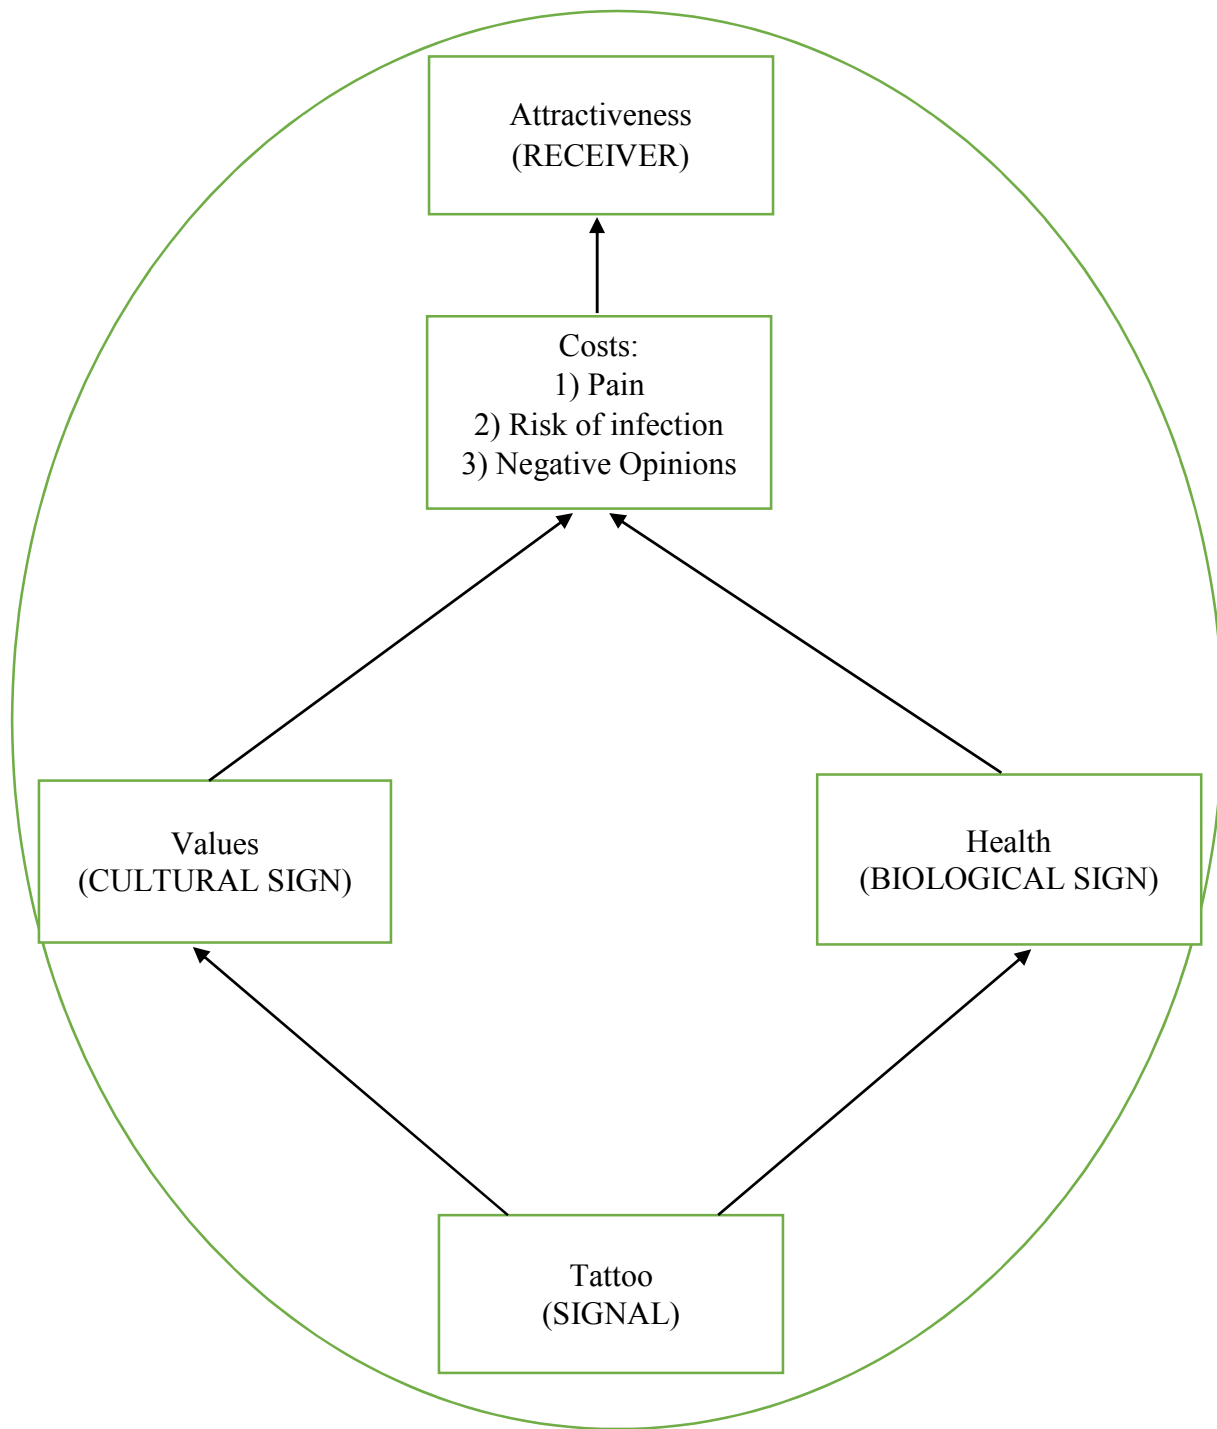 Attractiveness
(RECEIVER)
Costs:
1) Pain
2) Risk of infection
3) Negative Opinions
Values
(CULTURAL SIGN)
Health
(BIOLOGICAL SIGN)
Tattoo
(SIGNAL)